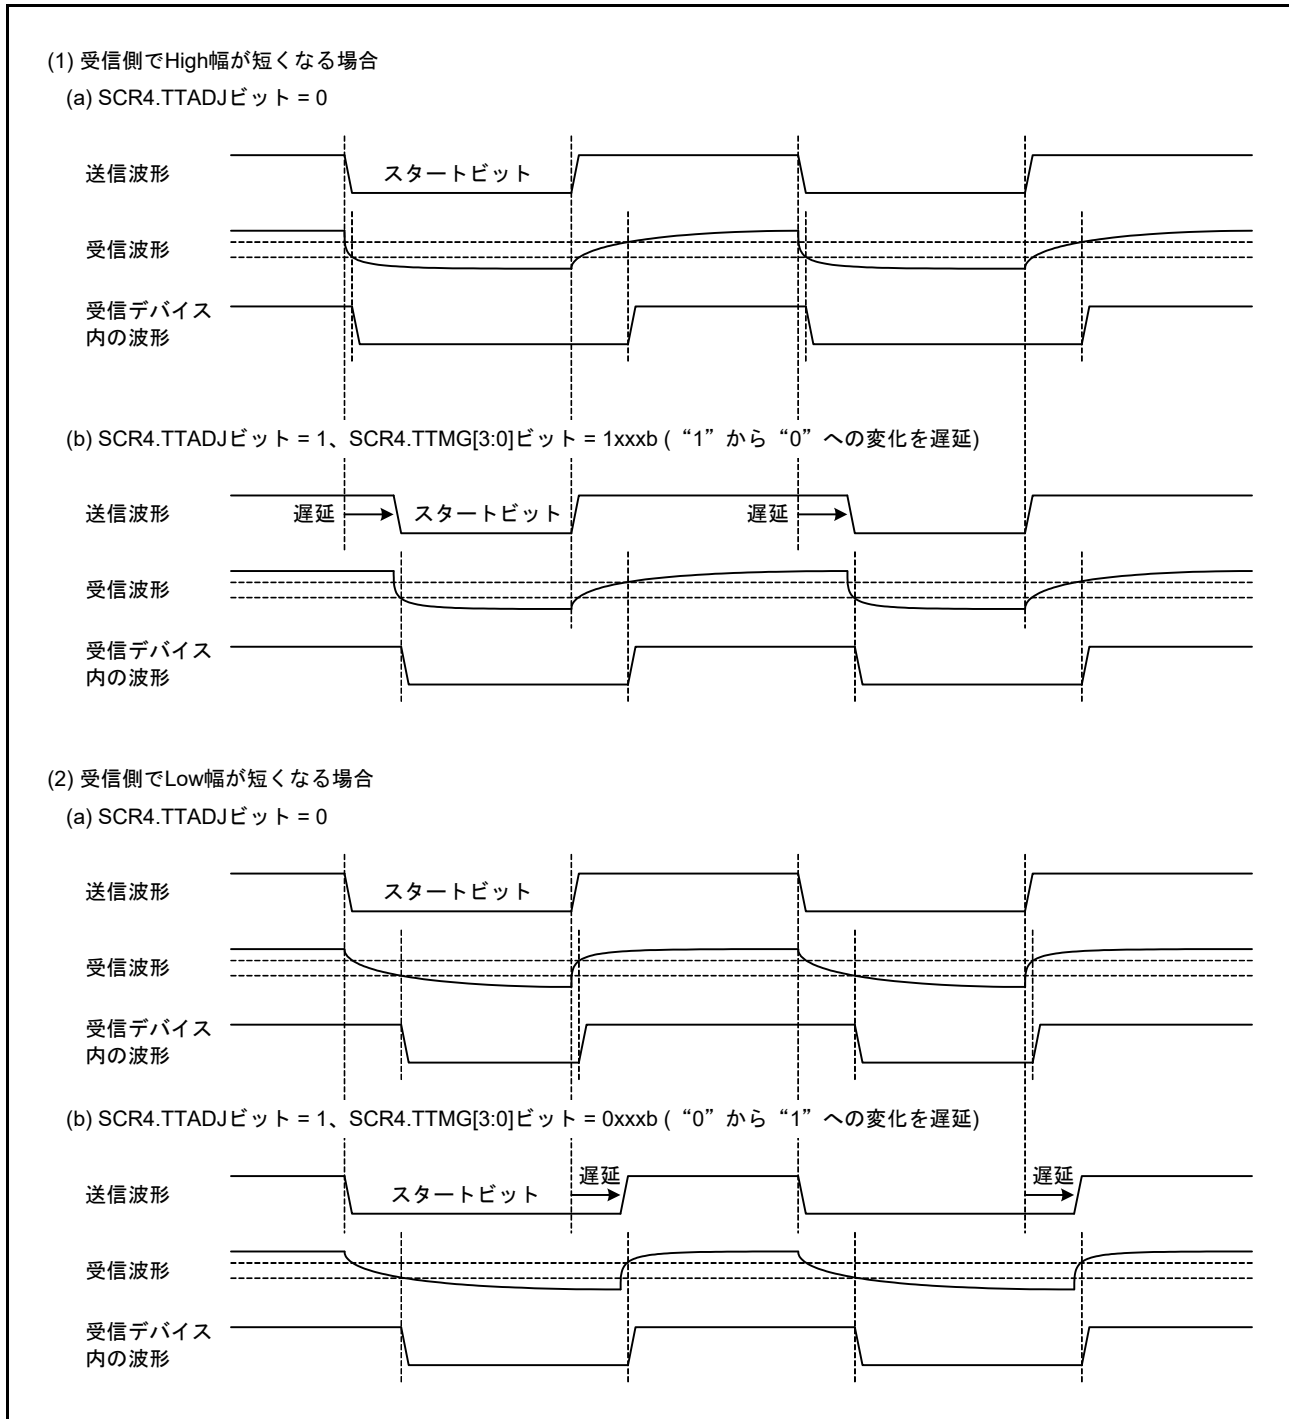 (1) 受信側でHigh幅が短くなる場合
(a) SCR4.TTADJビット = 0
送信波形
スタートビット
受信波形
受信デバイス
内の波形
(b) SCR4.TTADJビット = 1、SCR4.TTMG[3:0]ビット = 1xxxb (“1”から“0”への変化を遅延)
送信波形
遅延
スタートビット
遅延
受信波形
受信デバイス
内の波形
(2) 受信側でLow幅が短くなる場合
(a) SCR4.TTADJビット = 0
送信波形
スタートビット
受信波形
受信デバイス
内の波形
(b) SCR4.TTADJビット = 1、SCR4.TTMG[3:0]ビット = 0xxxb (“0”から“1”への変化を遅延)
送信波形
スタートビット
遅延
遅延
受信波形
受信デバイス
内の波形